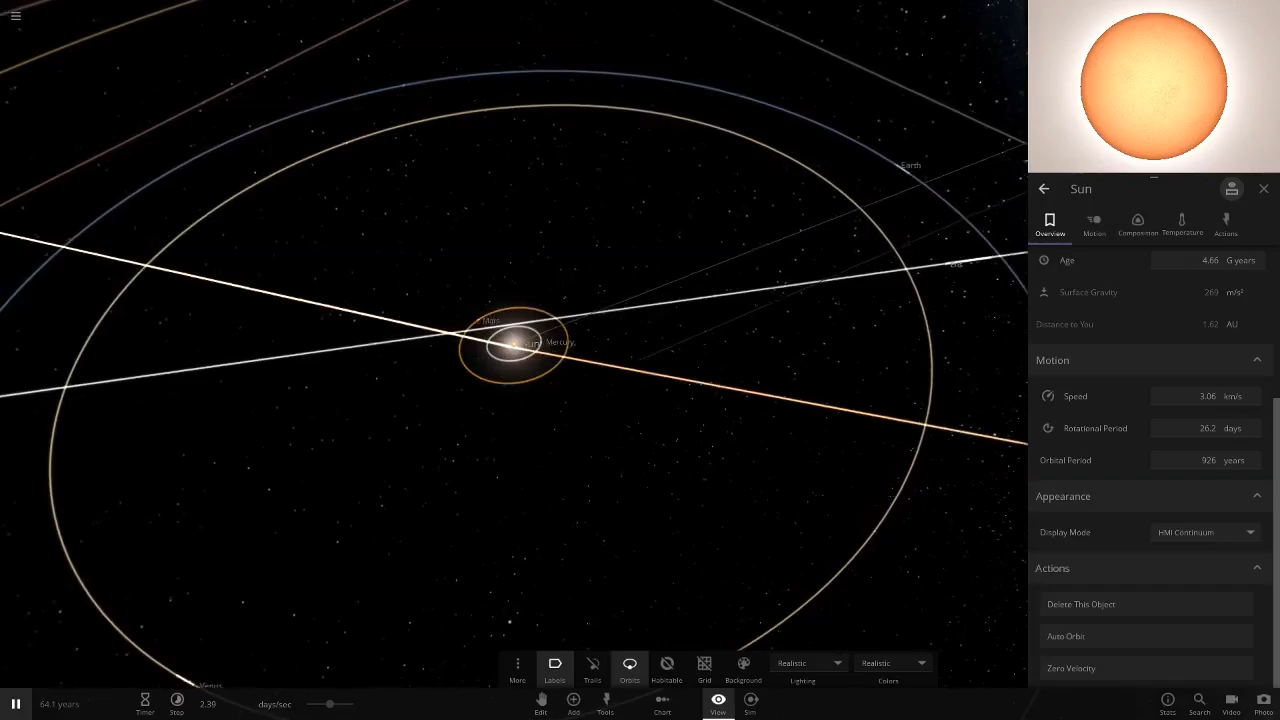 Earth
Mars
Sun
Mercury
Venus
Sun
Overview
Motion
Composition
Temperature
Actions
Age 4.66 G years
Surface Gravity 269 m/s²
Distance to You 1.62 AU
Motion
Speed 3.06 km/s
Rotational Period 26.2 days
Orbital Period 926 years
Appearance
Display Mode HMI Continuum
Actions
Delete This Object
Auto Orbit
Zero Velocity
More
Labels
Trails
Orbits
Habitable
Grid
Background
Realistic
Lighting
Realistic
Colors
64.1 years
Timer
Step
2.39 days/sec
Edit
Add
Tools
Chart
View
Sim
Stats
Search
Video
Photo